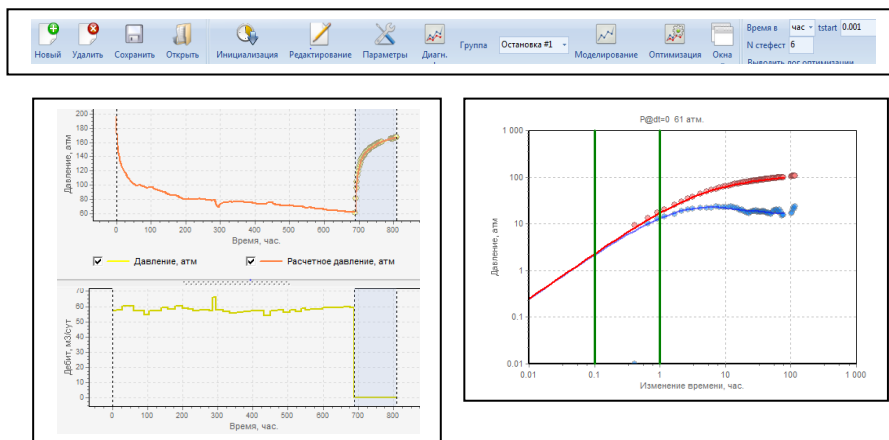 Новый Удалить Сохранить Открыть Инициализация Редактирование Параметры Диагн. Группа Остановка #1 Моделирование Оптимизация Окна
Время в час tstart 0.001
N стефест 6
Выводить лог оптимизации
200
180
160
140
120
100
80
60
Давление, атм
0 100 200 300 400 500 600 700 800
Время, час.
Давление, атм Расчетное давление, атм
70
60
50
40
30
20
10
0
Дебит, м3/сут
0 100 200 300 400 500 600 700 800
Время, час.
P@dt=0 61 атм.
1 000
100
10
1
0.1
0.01
Давление, атм
0.01 0.1 1 10 100 1 000
Изменение времени, час.